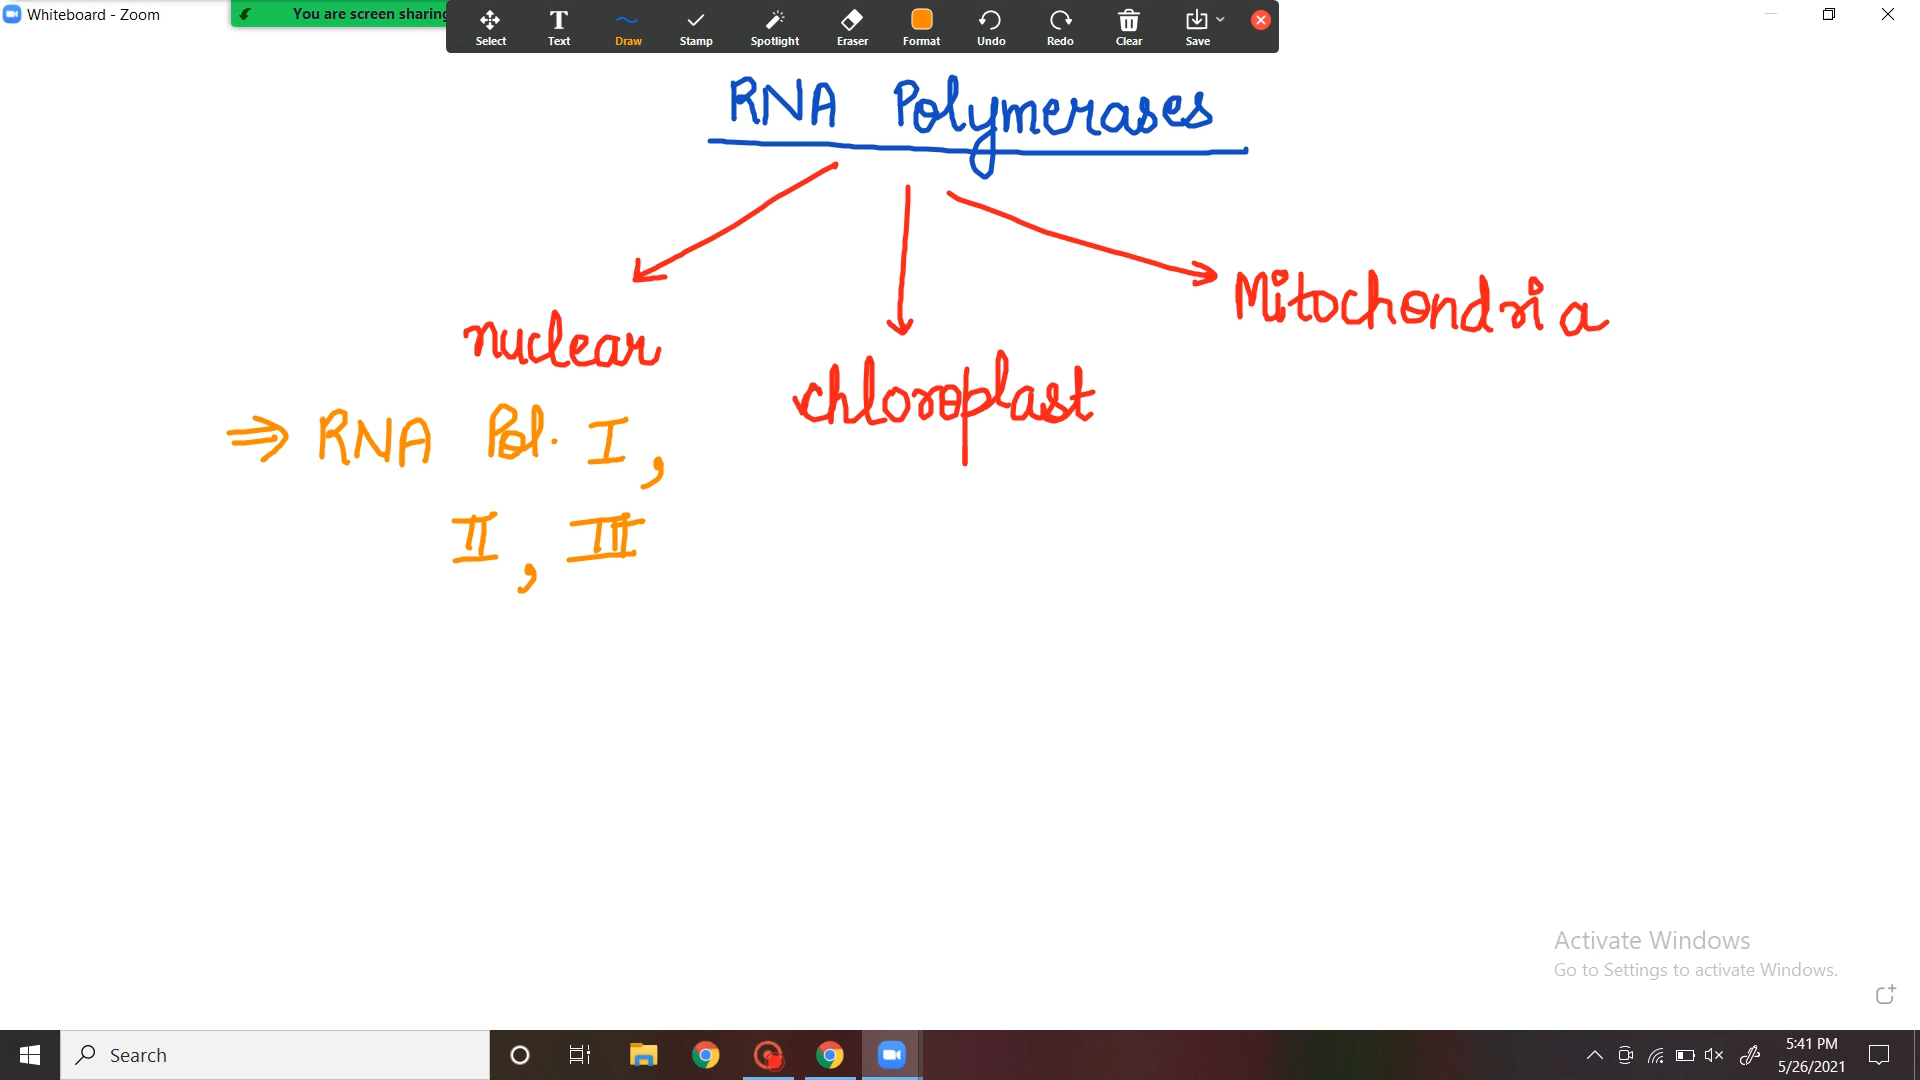 Whiteboard - Zoom
You are screen sharing
Select Text Draw Stamp Spotlight Eraser Format Undo Redo Clear Save
RNA Polymerases
nuclear
chloroplast
Mitochondria
⇒ RNA Pol. I,
II, III
Activate Windows
Go to Settings to activate Windows.
Search
5:41 PM
5/26/2021